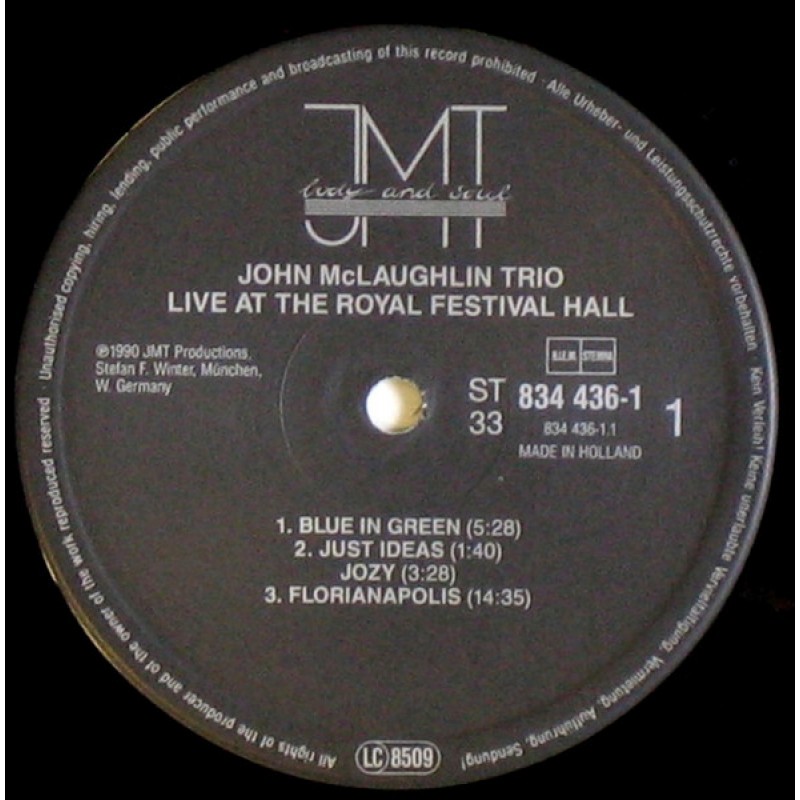 JMT
body and soul
JOHN McLAUGHLIN TRIO
LIVE AT THE ROYAL FESTIVAL HALL
℗1990 JMT Productions,
Stefan F. Winter, München,
W. Germany
B.I.E.M. STEMRA
ST 834 436-1
33 834 436-1.1
1
MADE IN HOLLAND
1. BLUE IN GREEN (5:28)
2. JUST IDEAS (1:40)
JOZY (3:28)
3. FLORIANAPOLIS (14:35)
All rights of the producer and of the owner of the work reproduced reserved · Unauthorised copying, hiring, lending, public performance and broadcasting of this record prohibited · Alle Urheber- und Leistungsschutzrechte vorbehalten · Kein Verleih! Keine unerlaubte Vervielfältigung, Vermietung, Aufführung, Sendung!
LC 8509